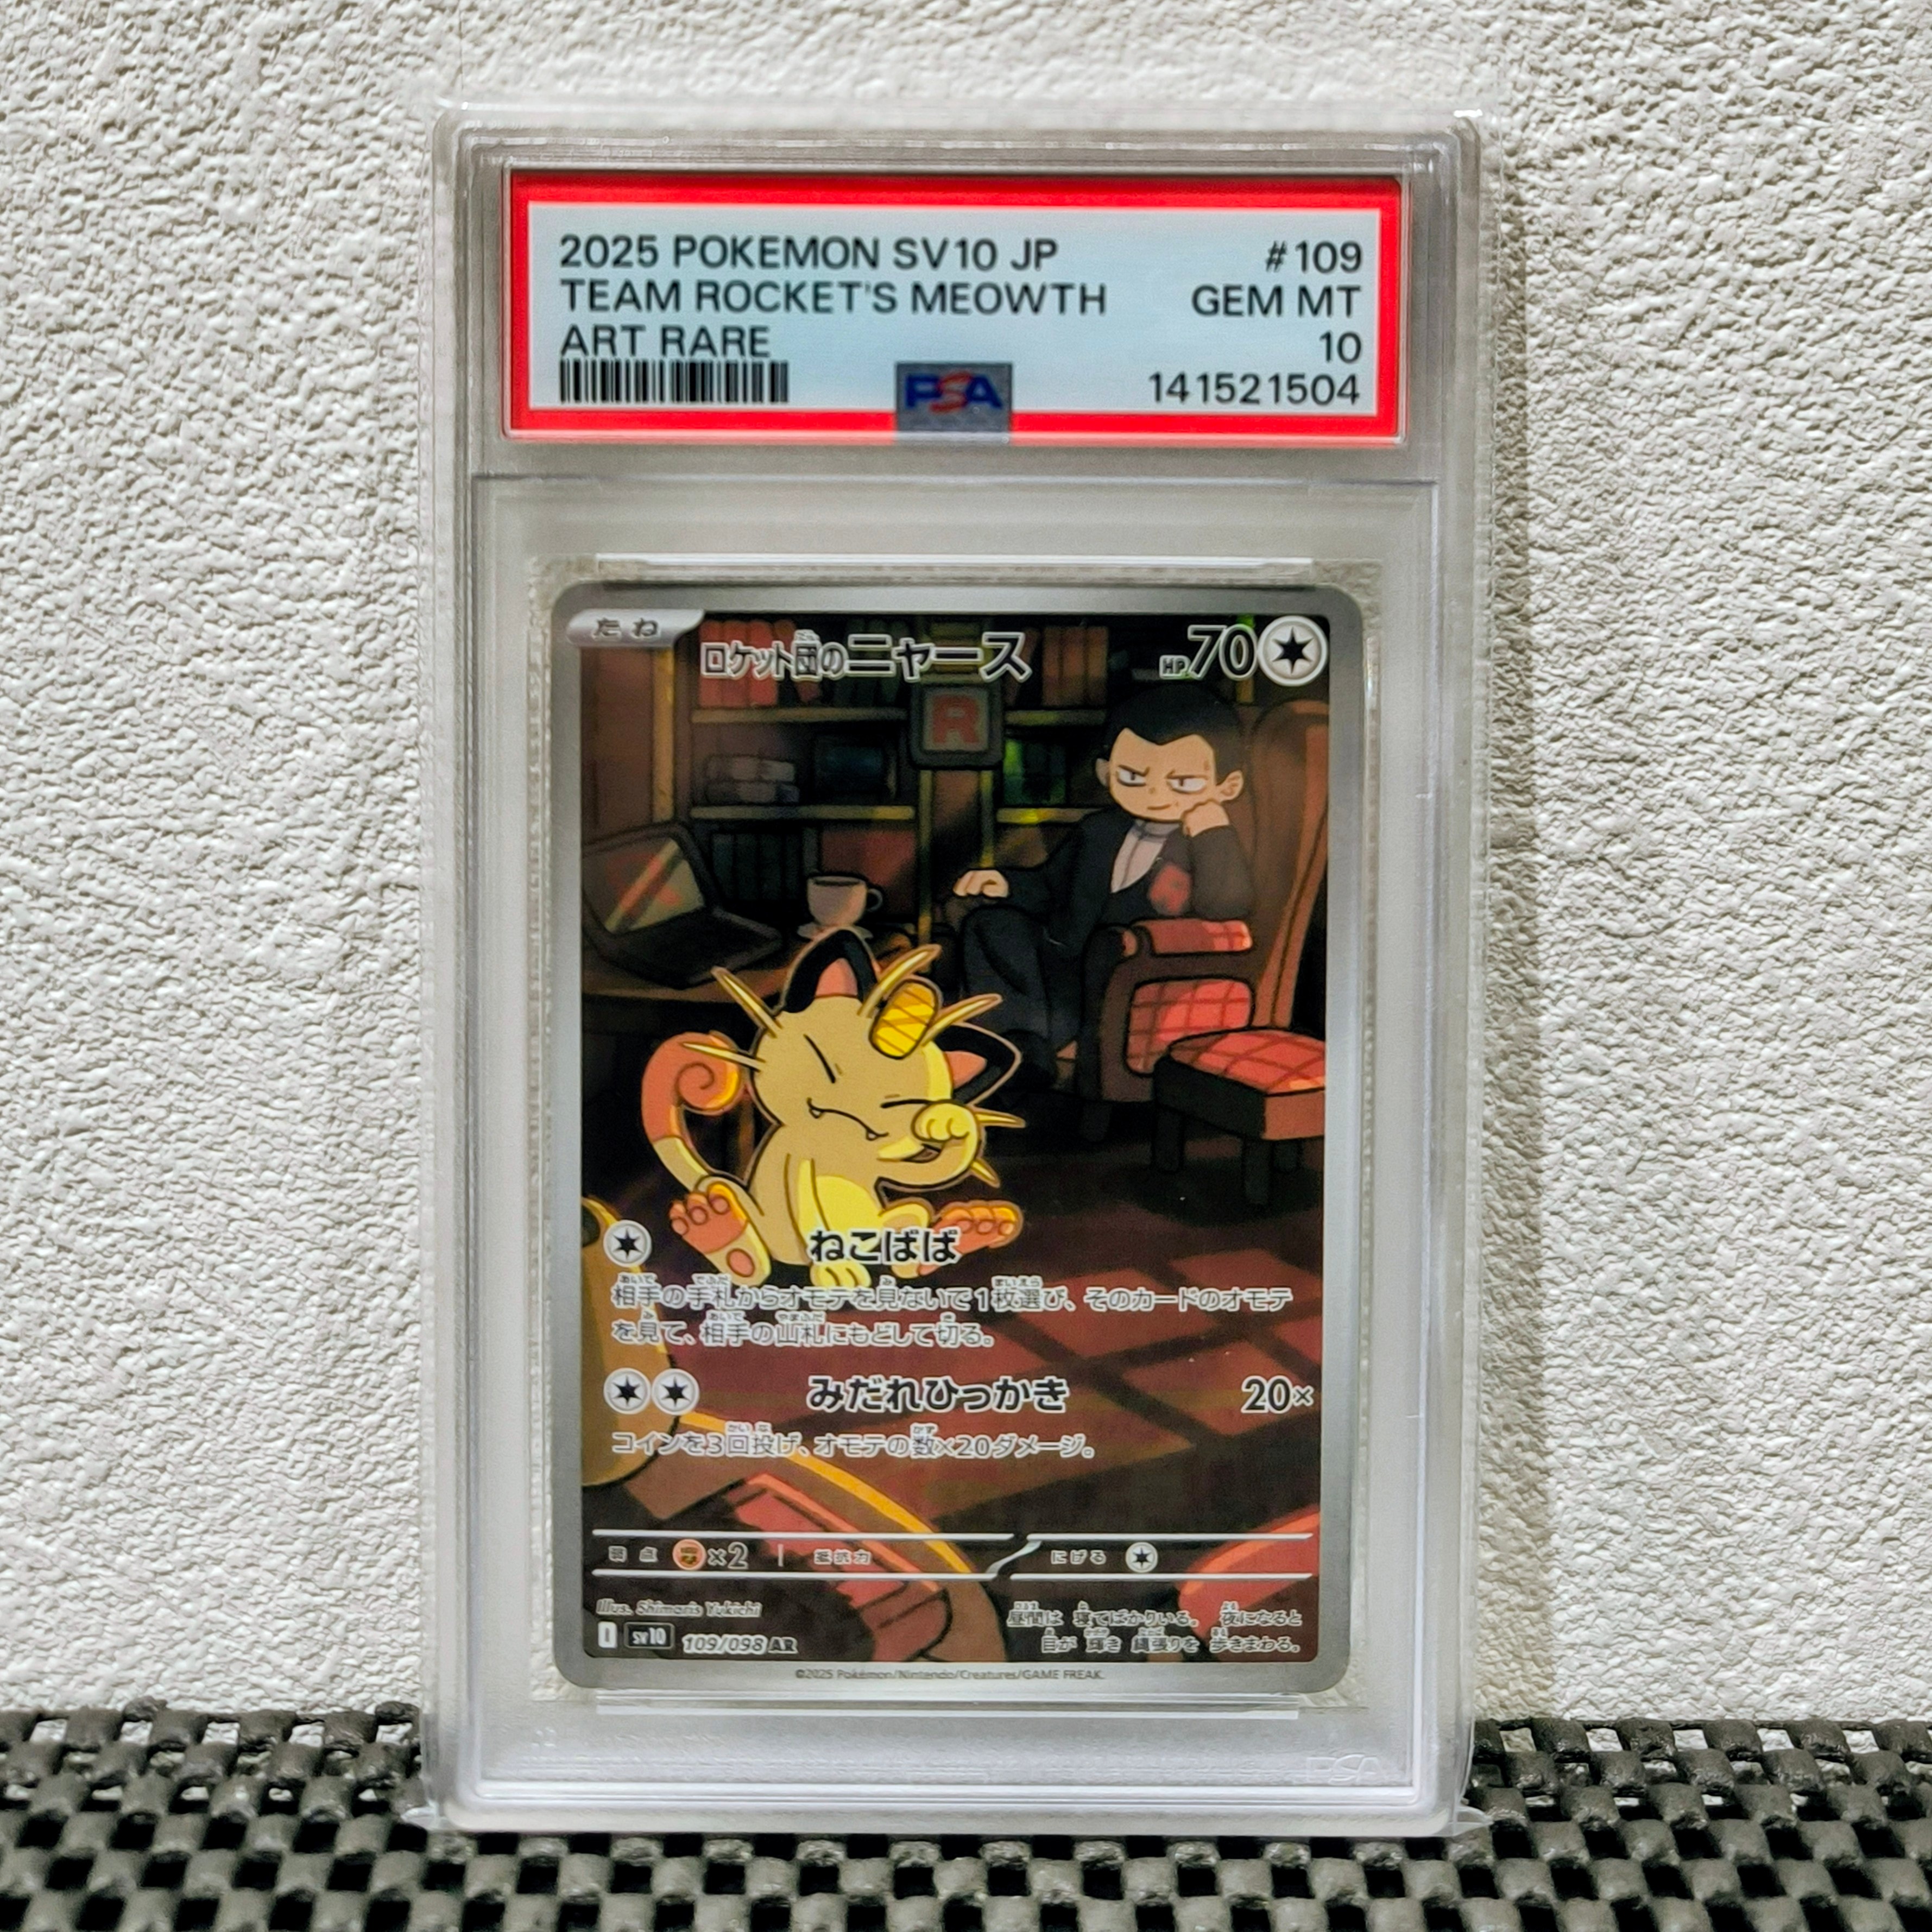 2025 POKEMON SV10 JP #109
TEAM ROCKET'S MEOWTH GEM MT
ART RARE 10
PSA 141521504
たね ロケット団のニャース HP70
R
ねこばば
相手の手札からオモテを見ないで1枚選び、そのカードのオモテ
を見て、相手の山札にもどして切る。
みだれひっかき 20×
コインを3回投げ、オモテの数×20ダメージ。
弱点 ×2 抵抗力 にげる
Illus. Shimaris Yukichi
昼間は 寝てばかりいる。 夜になると
目が 輝き 縄張りを 歩きまわる。
I sv10 109/098 AR
©2025 Pokémon/Nintendo/Creatures/GAME FREAK.
PSA